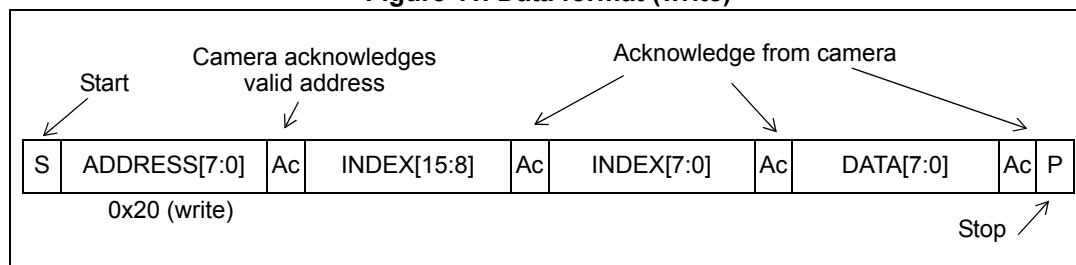 Figure 11. Data format (write)
Camera acknowledges
valid address
Acknowledge from camera
Start
S ADDRESS[7:0] Ac INDEX[15:8] Ac INDEX[7:0] Ac DATA[7:0] Ac P
0x20 (write)
Stop